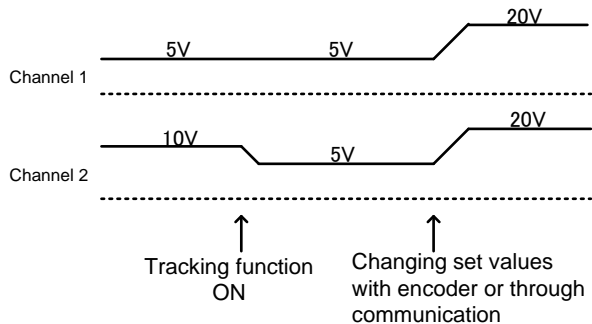 20V
5V
5V
Channel 1
20V
10V
5V
Channel 2
Tracking function
ON
Changing set values
with encoder or through
communication